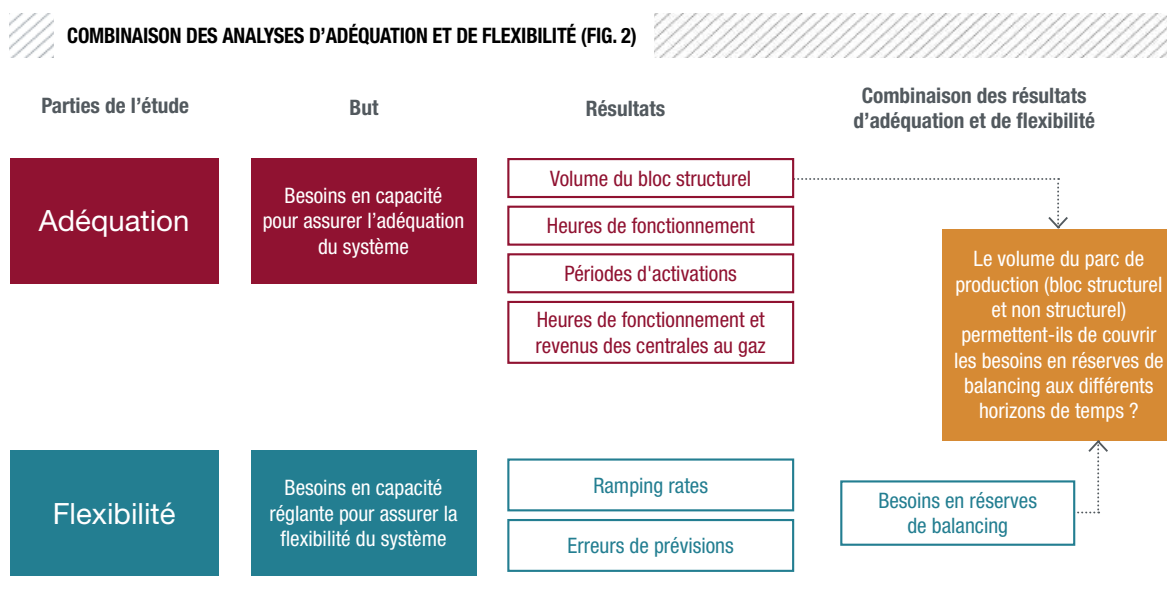 COMBINAISON DES ANALYSES D’ADÉQUATION ET DE FLEXIBILITÉ (FIG. 2)
Parties de l’étude
But
Résultats
Combinaison des résultats
d’adéquation et de flexibilité
Adéquation
Besoins en capacité
pour assurer l’adéquation
du système
Volume du bloc structurel
Heures de fonctionnement
Périodes d'activations
Heures de fonctionnement et
revenus des centrales au gaz
Le volume du parc de
production (bloc structurel
et non structurel)
permettent-ils de couvrir
les besoins en réserves de
balancing aux différents
horizons de temps ?
Flexibilité
Besoins en capacité
réglante pour assurer la
flexibilité du système
Ramping rates
Erreurs de prévisions
Besoins en réserves
de balancing